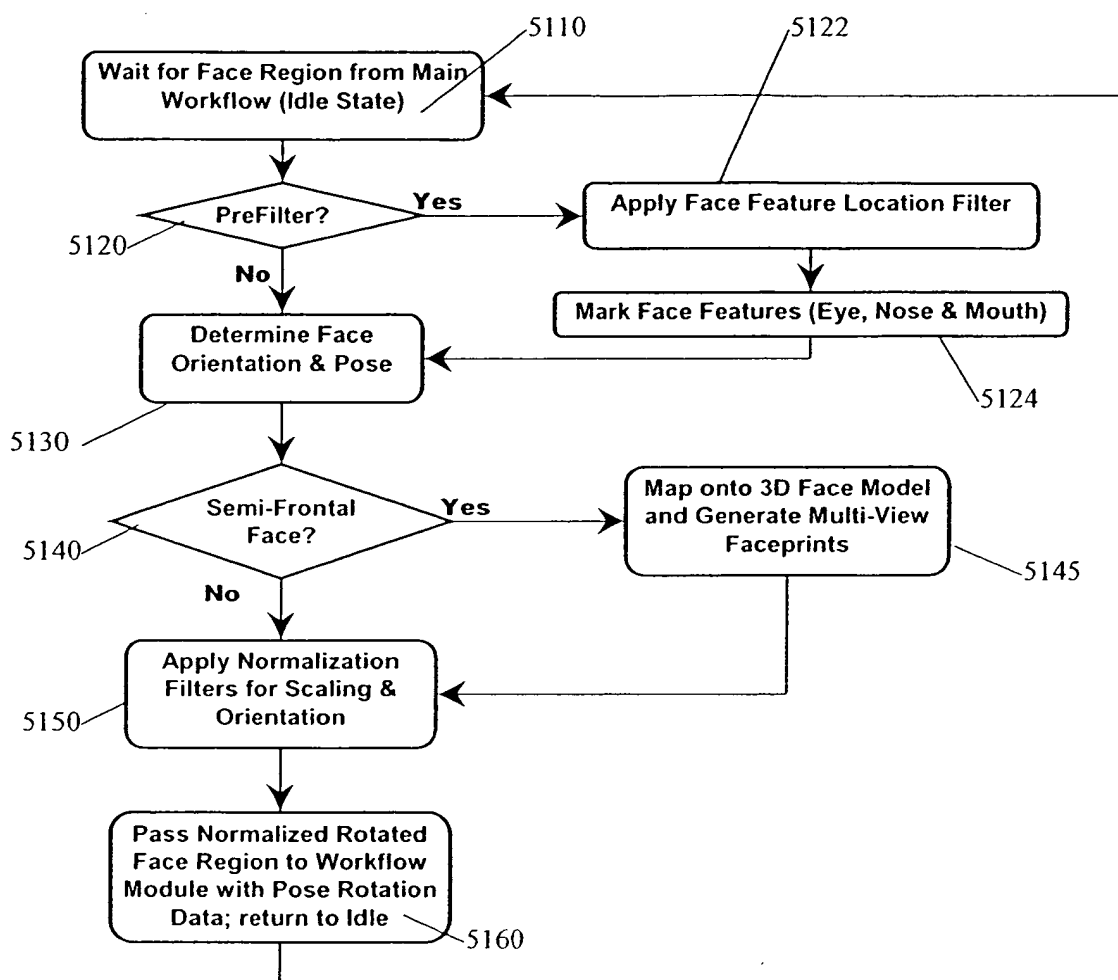 5110
5122
Wait for Face Region from Main
Workflow (Idle State)
PreFilter?
Yes
Apply Face Feature Location Filter
5120
No
Mark Face Features (Eye, Nose & Mouth)
Determine Face
Orientation & Pose
5124
5130
Semi-Frontal
Face?
Yes
Map onto 3D Face Model
and Generate Multi-View
Faceprints
5140
5145
No
Apply Normalization
Filters for Scaling &
Orientation
5150
Pass Normalized Rotated
Face Region to Workflow
Module with Pose Rotation
Data; return to Idle
5160